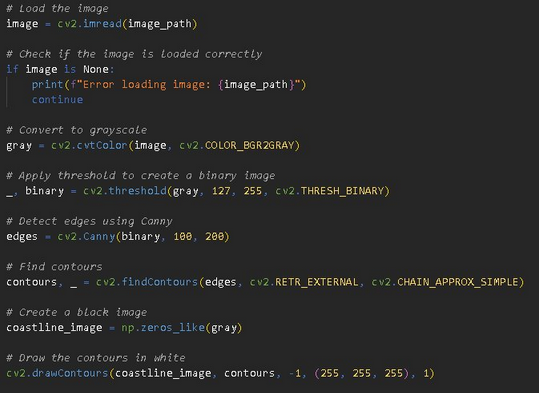 # Load the image
image = cv2.imread(image_path)
# Check if the image is loaded correctly
if image is None:
    print(f"Error loading image: {image_path}")
    continue
# Convert to grayscale
gray = cv2.cvtColor(image, cv2.COLOR_BGR2GRAY)
# Apply threshold to create a binary image
_, binary = cv2.threshold(gray, 127, 255, cv2.THRESH_BINARY)
# Detect edges using Canny
edges = cv2.Canny(binary, 100, 200)
# Find contours
contours, _ = cv2.findContours(edges, cv2.RETR_EXTERNAL, cv2.CHAIN_APPROX_SIMPLE)
# Create a black image
coastline_image = np.zeros_like(gray)
# Draw the contours in white
cv2.drawContours(coastline_image, contours, -1, (255, 255, 255), 1)